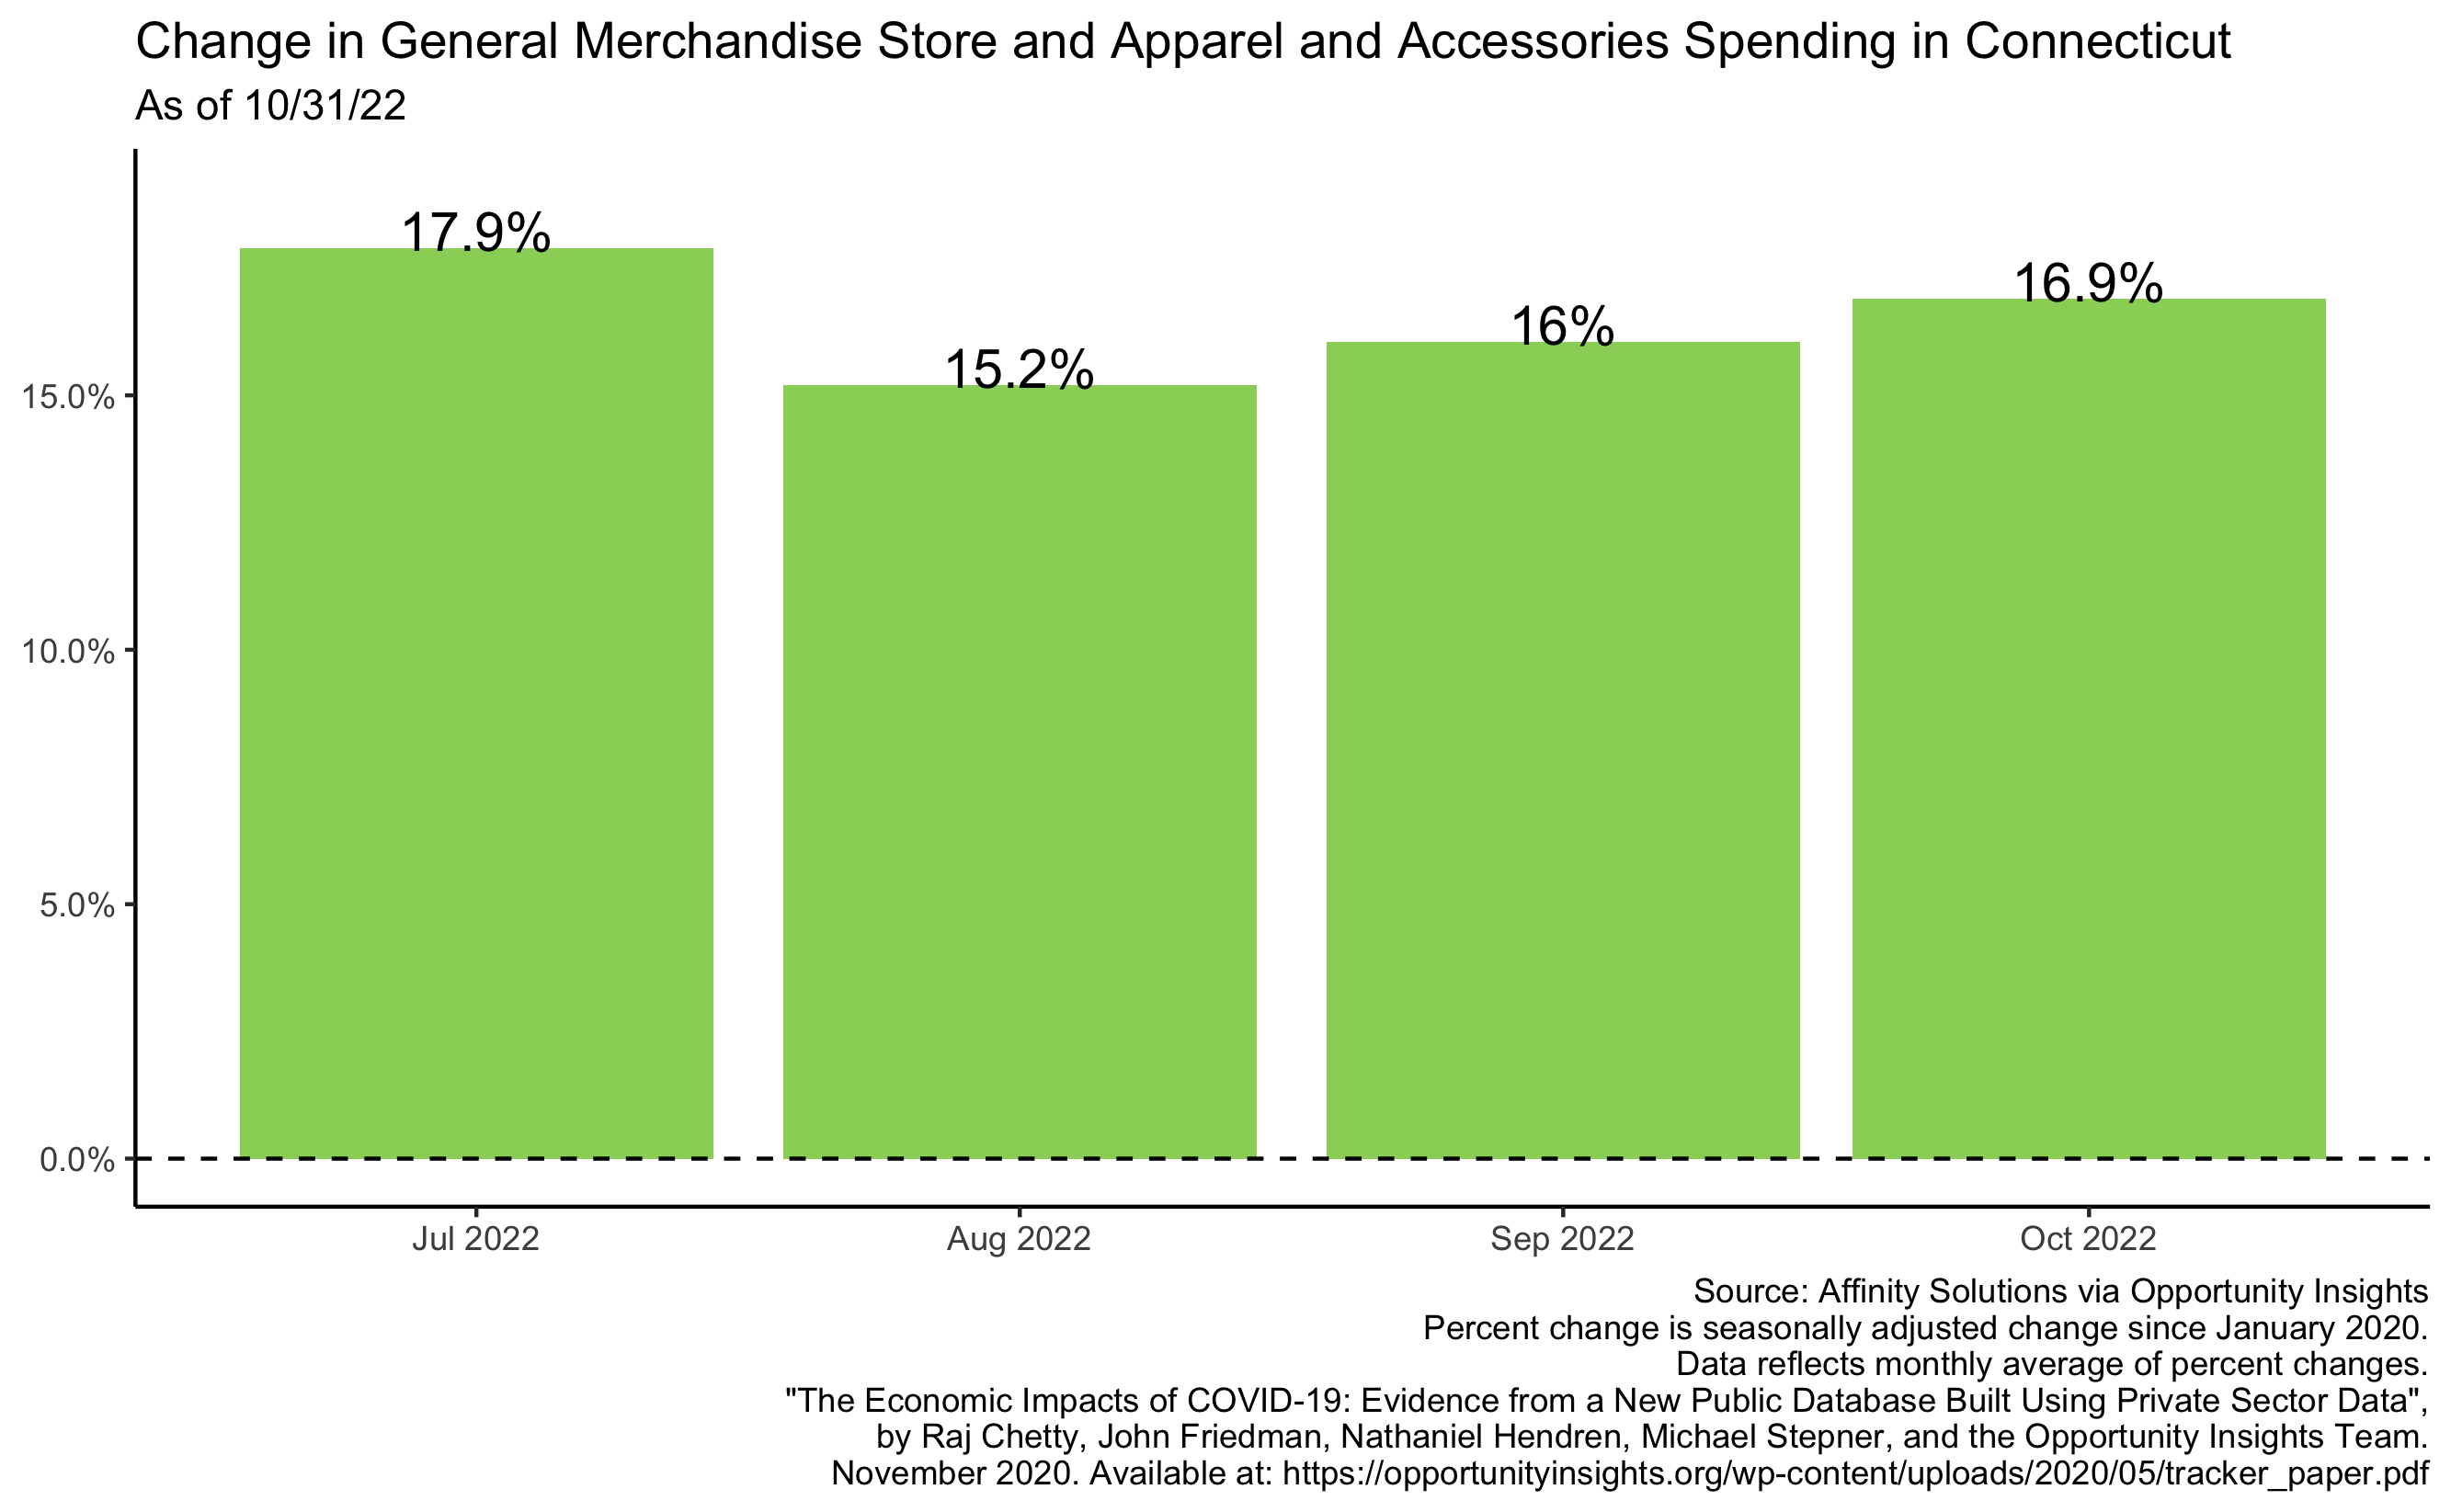 Change in General Merchandise Store and Apparel and Accessories Spending in Connecticut
As of 10/31/22
17.9%
15.2%
16%
16.9%
15.0%
10.0%
5.0%
0.0%
Jul 2022
Aug 2022
Sep 2022
Oct 2022
Source: Affinity Solutions via Opportunity Insights
Percent change is seasonally adjusted change since January 2020.
Data reflects monthly average of percent changes.
"The Economic Impacts of COVID-19: Evidence from a New Public Database Built Using Private Sector Data",
by Raj Chetty, John Friedman, Nathaniel Hendren, Michael Stepner, and the Opportunity Insights Team.
November 2020. Available at: https://opportunityinsights.org/wp-content/uploads/2020/05/tracker_paper.pdf